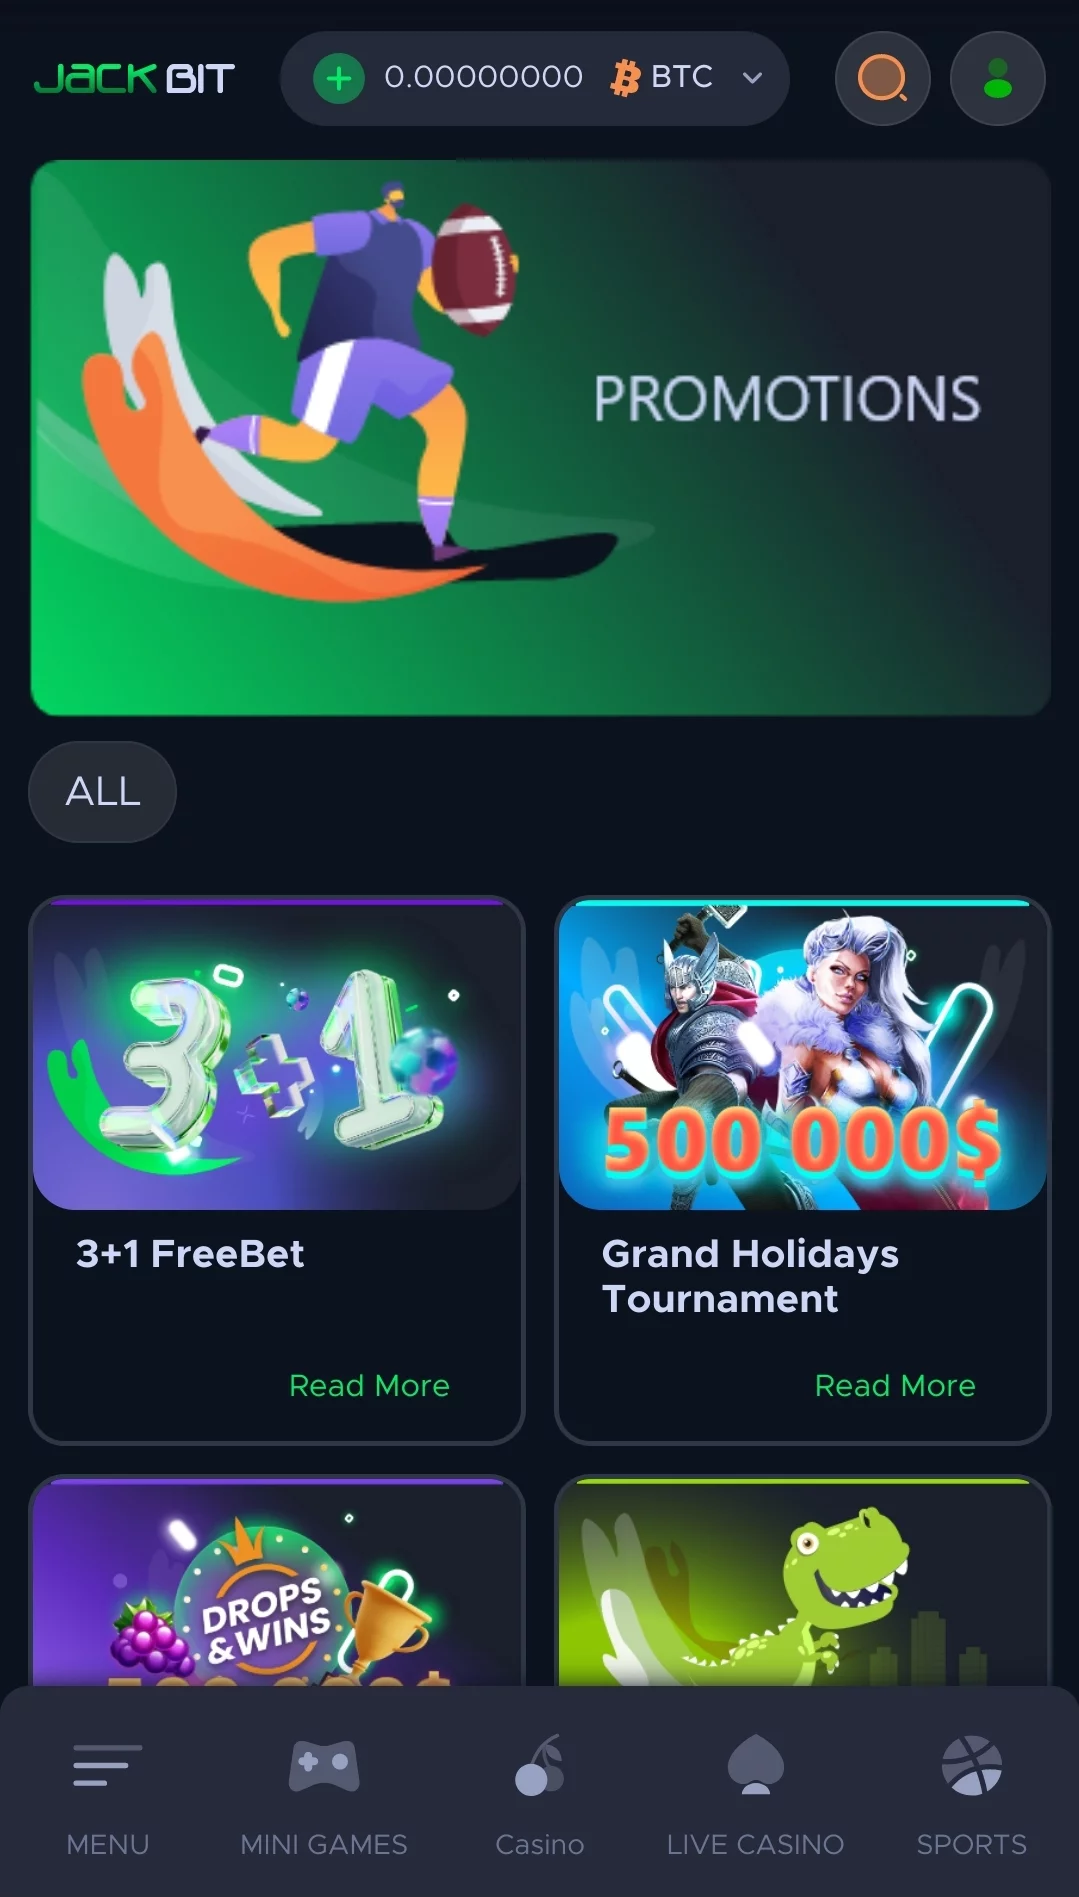 JACKBIT
0.00000000 BTC
PROMOTIONS
ALL
3+1
500 000$
3+1 FreeBet
Grand Holidays
Tournament
Read More
Read More
DROPS
&WINS
MENU
MINI GAMES
Casino
LIVE CASINO
SPORTS